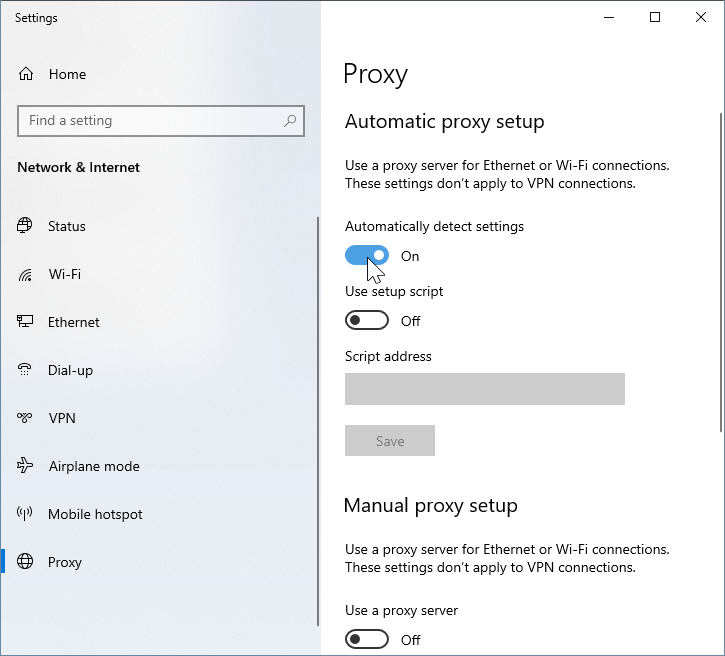 Settings
Home
Find a setting
Network & Internet
Status
Wi-Fi
Ethernet
Dial-up
VPN
Airplane mode
Mobile hotspot
Proxy
Proxy
Automatic proxy setup
Use a proxy server for Ethernet or Wi-Fi connections.
These settings don't apply to VPN connections.
Automatically detect settings
On
Use setup script
Off
Script address
Save
Manual proxy setup
Use a proxy server for Ethernet or Wi-Fi connections.
These settings don't apply to VPN connections.
Use a proxy server
Off